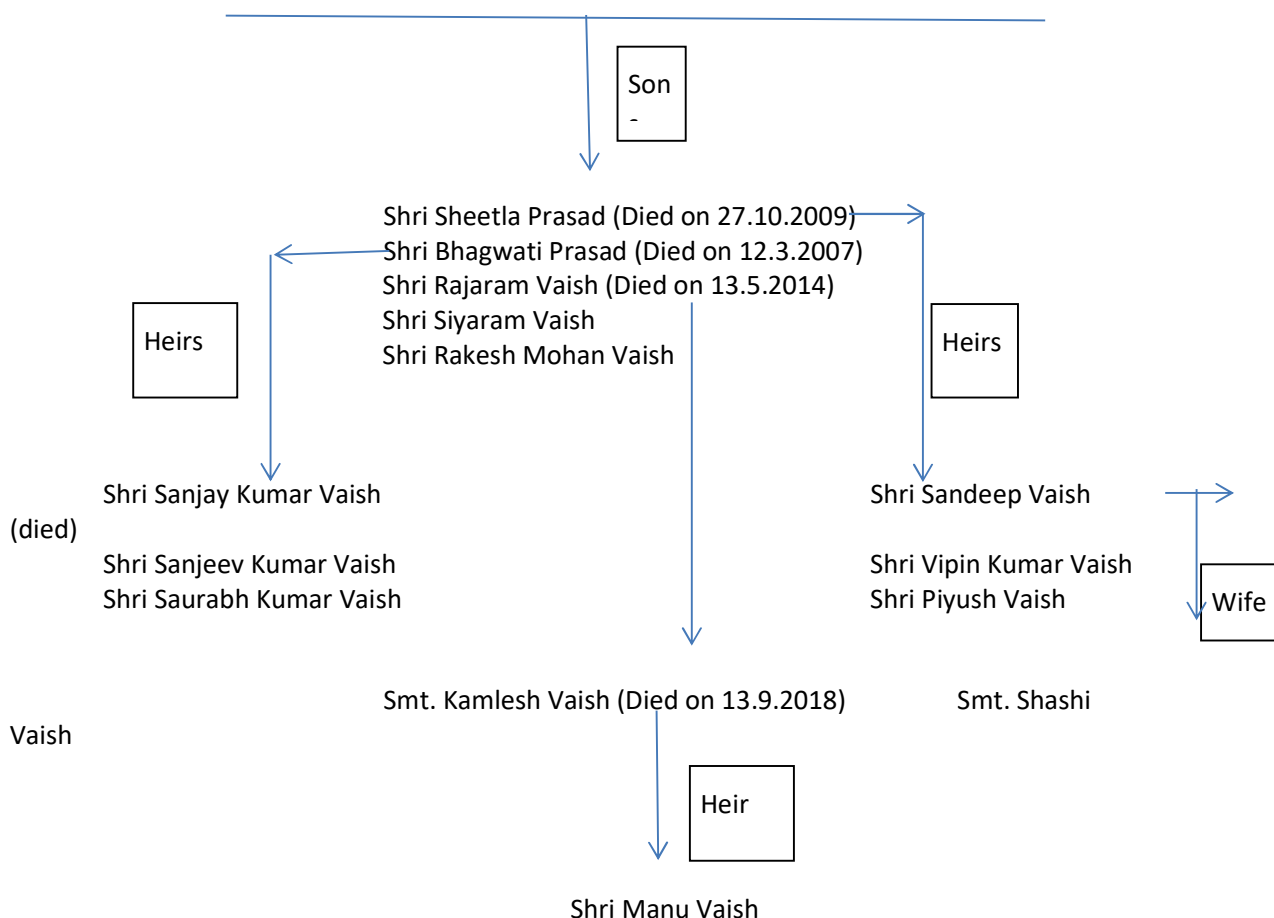 Son
Shri Sheetla Prasad (Died on 27.10.2009)
Shri Bhagwati Prasad (Died on 12.3.2007)
Shri Rajaram Vaish (Died on 13.5.2014)
Shri Siyaram Vaish
Shri Rakesh Mohan Vaish
Heirs
Heirs
Shri Sanjay Kumar Vaish Shri Sandeep Vaish
(died)
Shri Sanjeev Kumar Vaish Shri Vipin Kumar Vaish
Shri Saurabh Kumar Vaish Shri Piyush Vaish
Wife
Smt. Kamlesh Vaish (Died on 13.9.2018) Smt. Shashi
Vaish
Heir
Shri Manu Vaish